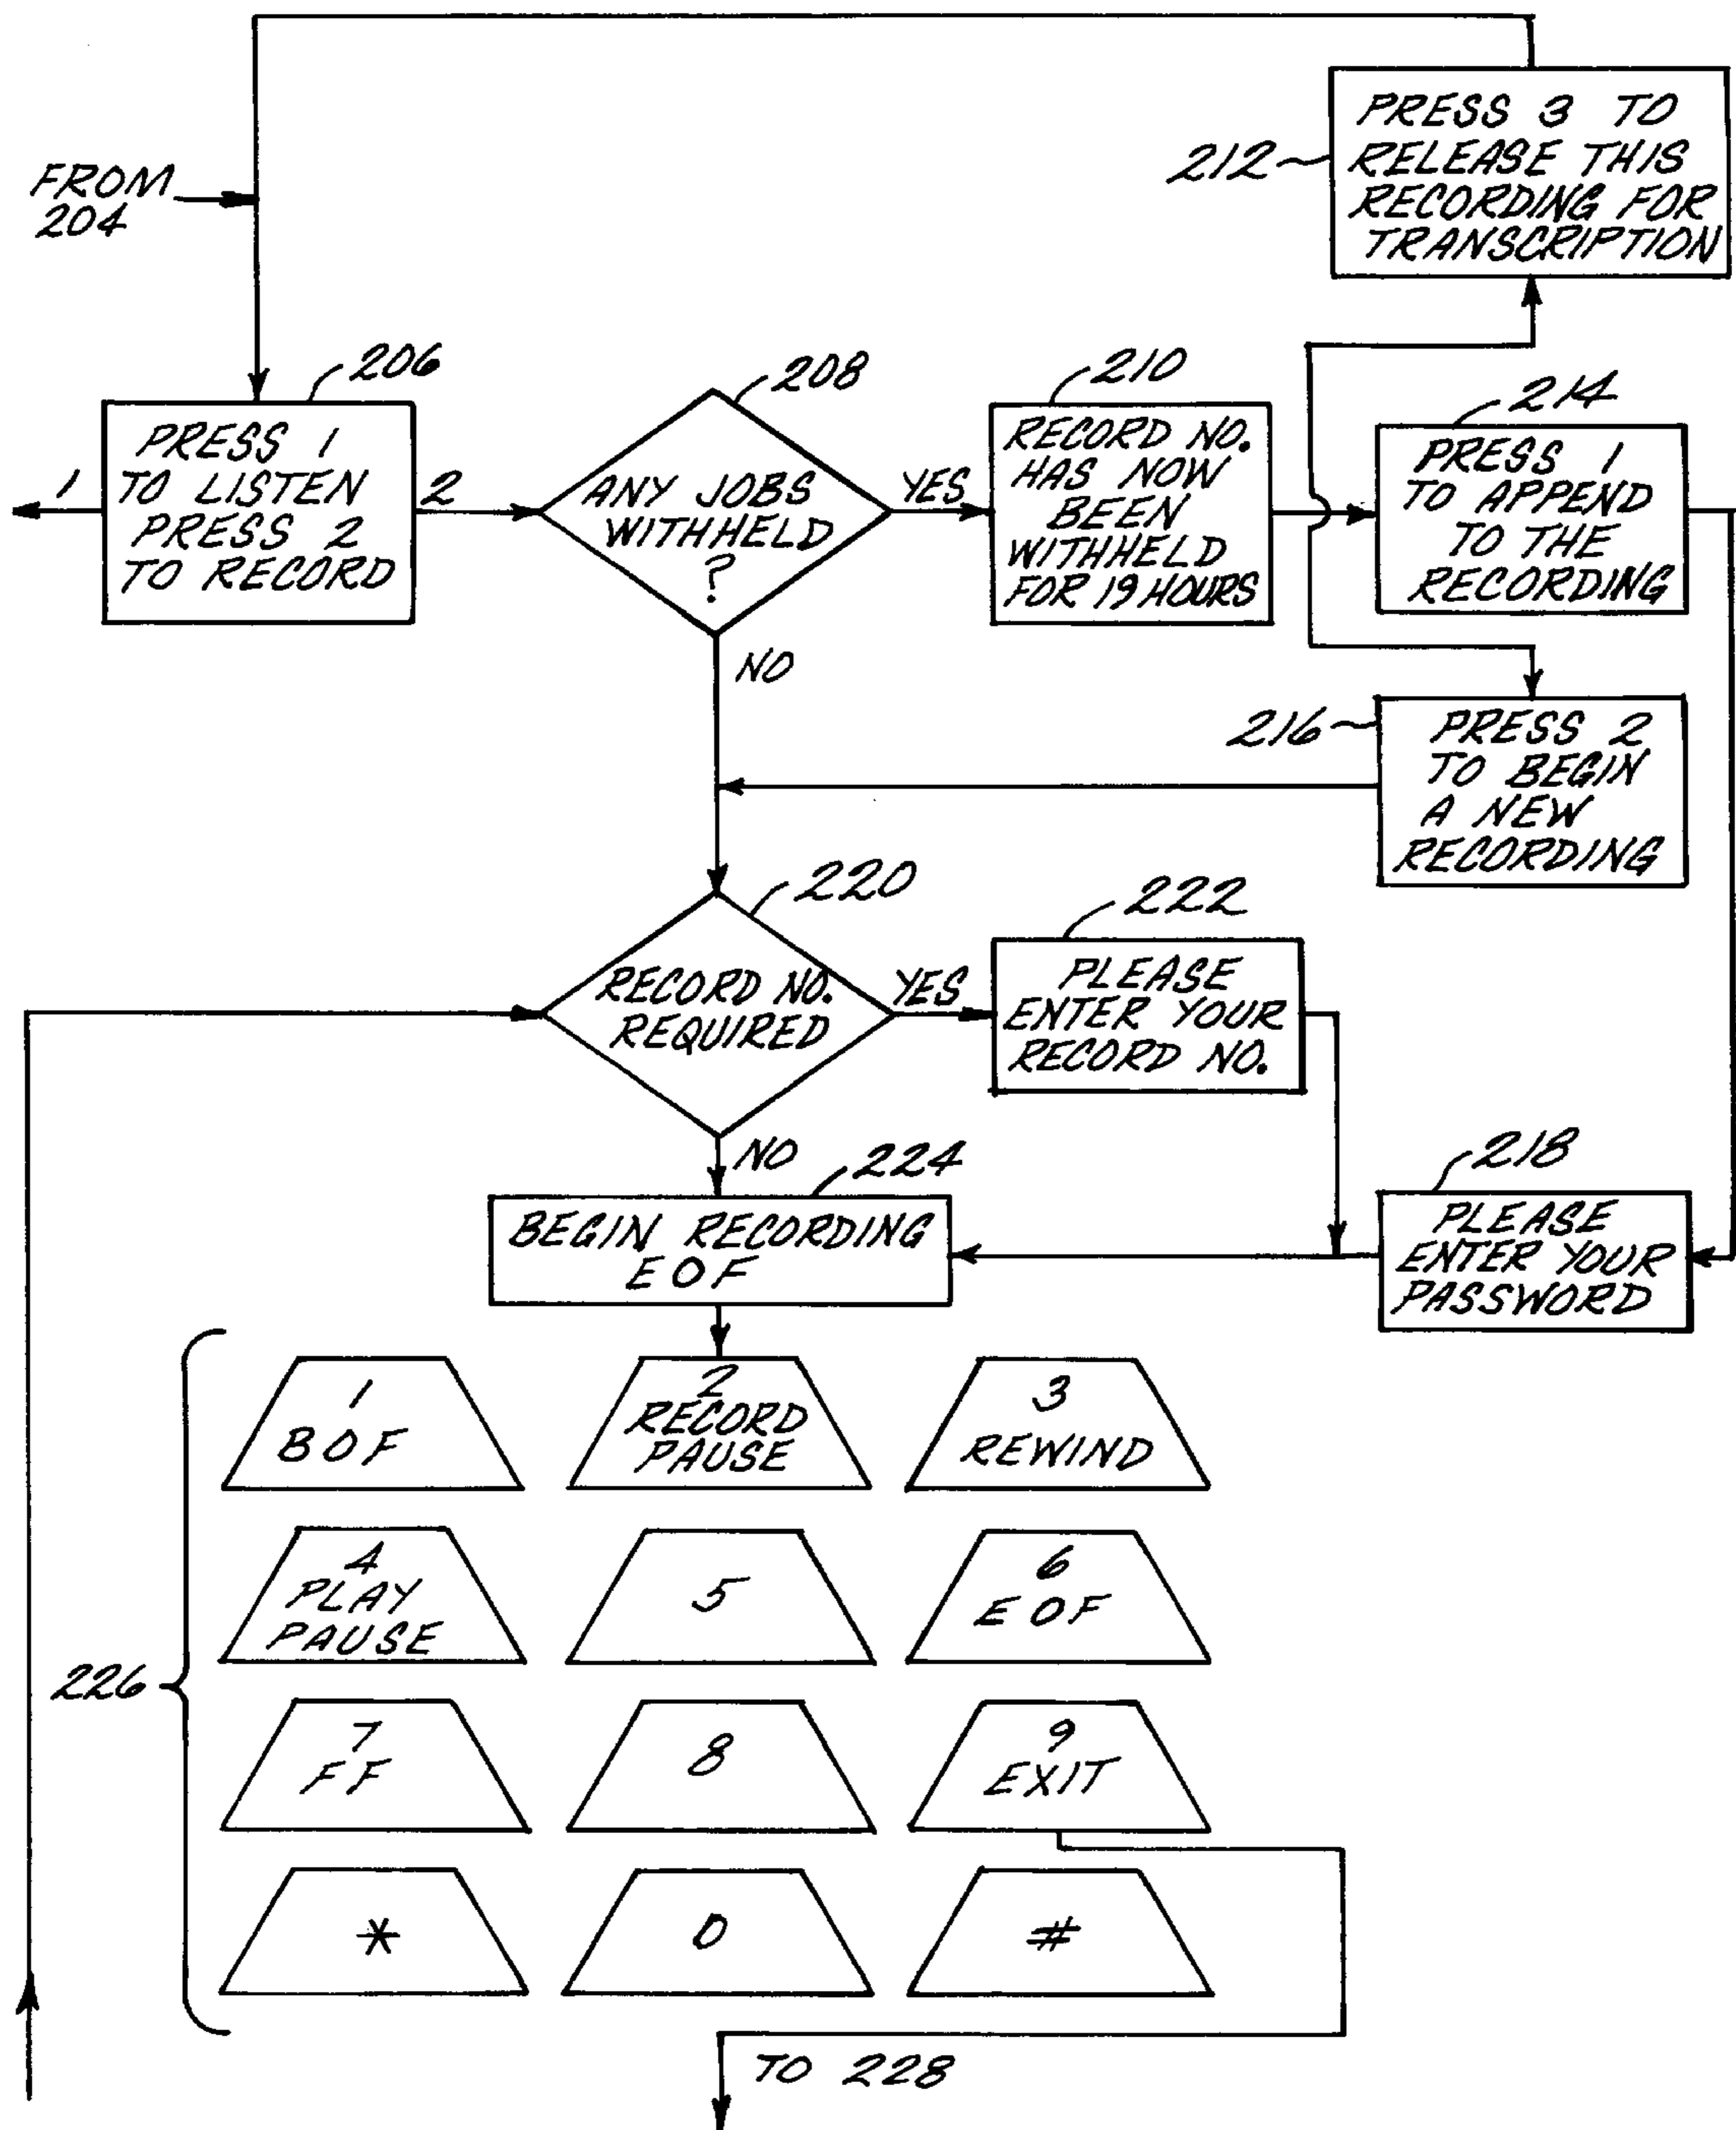 PRESS 3 TO
RELEASE THIS
RECORDING FOR
TRANSCRIPTION
212
FROM
204
206
PRESS 1
TO LISTEN
PRESS 2
TO RECORD
1
2
208
ANY JOBS
WITHHELD
?
YES
NO
210
RECORD NO.
HAS NOW
BEEN
WITHHELD
FOR 19 HOURS
214
PRESS 1
TO APPEND
TO THE
RECORDING
216
PRESS 2
TO BEGIN
A NEW
RECORDING
220
RECORD NO.
REQUIRED
YES
NO
222
PLEASE
ENTER YOUR
RECORD NO.
218
PLEASE
ENTER YOUR
PASSWORD
224
BEGIN RECORDING
EOF
226
1
BOF
2
RECORD
PAUSE
3
REWIND
4
PLAY
PAUSE
5
6
EOF
7
FF
8
9
EXIT
*
0
#
TO 228